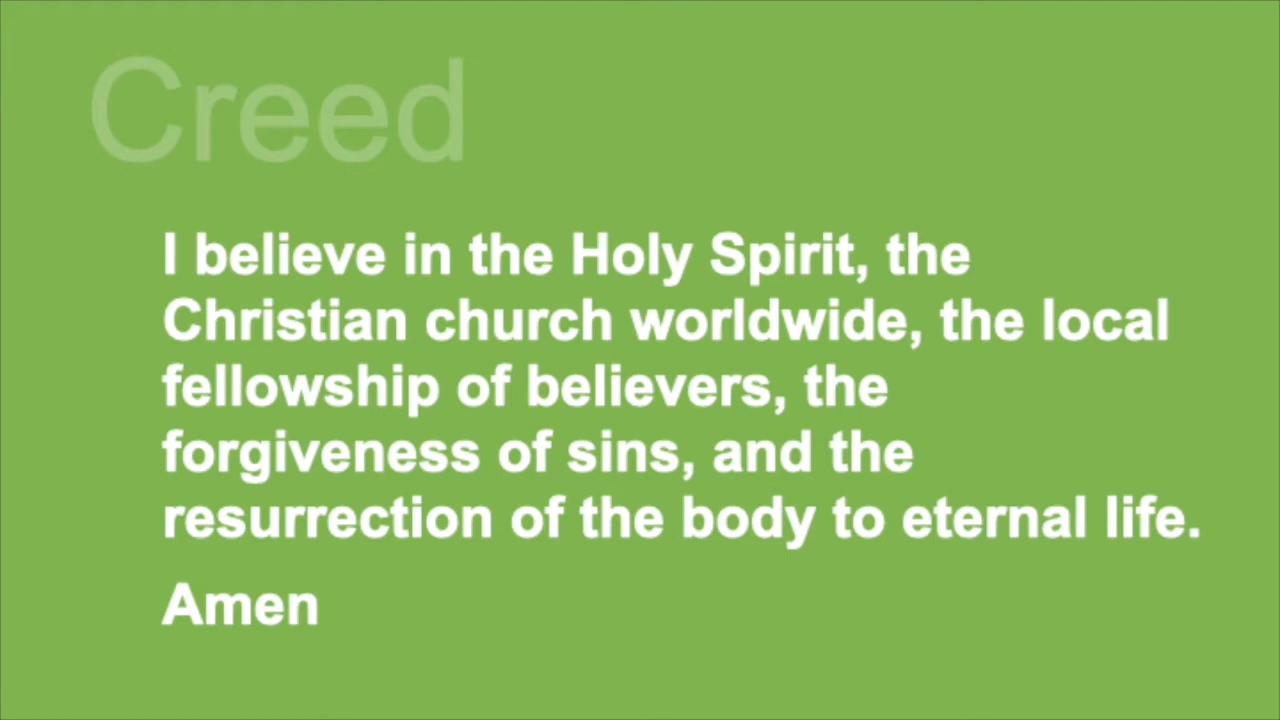 Creed
I believe in the Holy Spirit, the
Christian church worldwide, the local
fellowship of believers, the
forgiveness of sins, and the
resurrection of the body to eternal life.
Amen